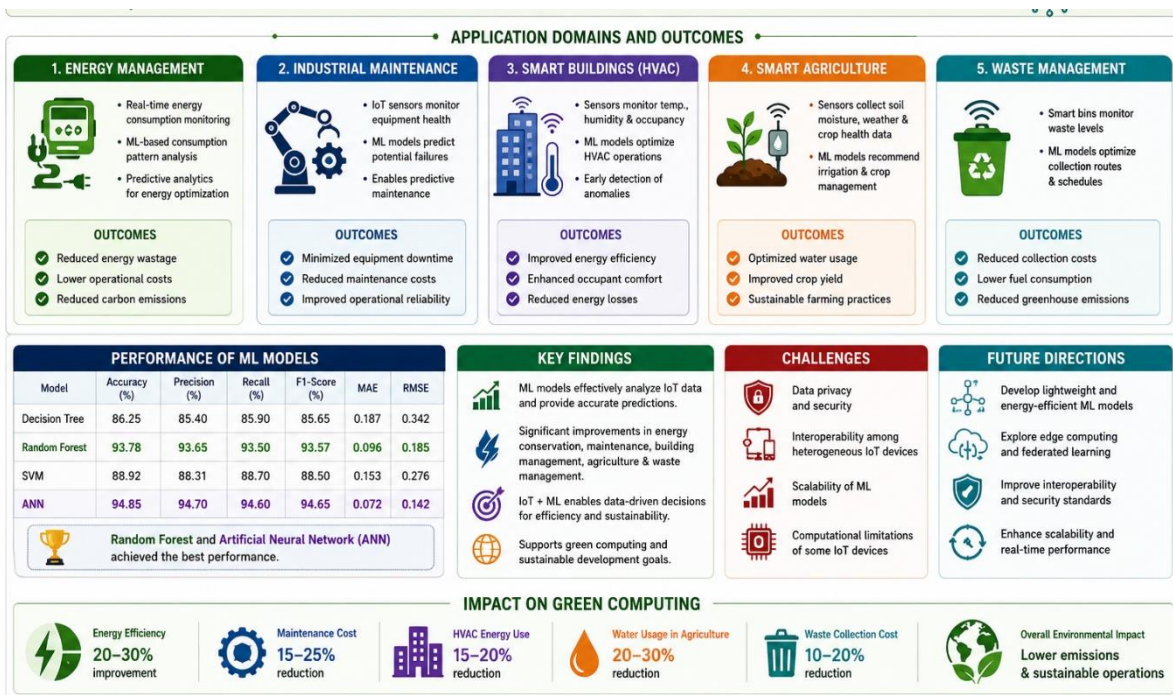 APPLICATION DOMAINS AND OUTCOMES
1. ENERGY MANAGEMENT
Real-time energy
consumption monitoring
ML-based consumption
pattern analysis
Predictive analytics
for energy optimization
OUTCOMES
Reduced energy wastage
Lower operational costs
Reduced carbon emissions
2. INDUSTRIAL MAINTENANCE
IoT sensors monitor
equipment health
ML models predict
potential failures
Enables predictive
maintenance
OUTCOMES
Minimized equipment downtime
Reduced maintenance costs
Improved operational reliability
3. SMART BUILDINGS (HVAC)
Sensors monitor temp.,
humidity & occupancy
ML models optimize
HVAC operations
Early detection of
anomalies
OUTCOMES
Improved energy efficiency
Enhanced occupant comfort
Reduced energy losses
4. SMART AGRICULTURE
Sensors collect soil
moisture, weather &
crop health data
ML models recommend
irrigation & crop
management
OUTCOMES
Optimized water usage
Improved crop yield
Sustainable farming practices
5. WASTE MANAGEMENT
Smart bins monitor
waste levels
ML models optimize
collection routes
& schedules
OUTCOMES
Reduced collection costs
Lower fuel consumption
Reduced greenhouse emissions
PERFORMANCE OF ML MODELS
Model Accuracy (%) Precision (%) Recall (%) F1-Score (%) MAE RMSE
Decision Tree 86.25 85.40 85.90 85.65 0.187 0.342
Random Forest 93.78 93.65 93.50 93.57 0.096 0.185
SVM 88.92 88.31 88.70 88.50 0.153 0.276
ANN 94.85 94.70 94.60 94.65 0.072 0.142
Random Forest and Artificial Neural Network (ANN)
achieved the best performance.
KEY FINDINGS
ML models effectively analyze IoT data
and provide accurate predictions.
Significant improvements in energy
conservation, maintenance, building
management, agriculture & waste
management.
IoT + ML enables data-driven decisions
for efficiency and sustainability.
Supports green computing and
sustainable development goals.
CHALLENGES
Data privacy
and security
Interoperability among
heterogeneous IoT devices
Scalability of ML
models
Computational limitations
of some IoT devices
FUTURE DIRECTIONS
Develop lightweight and
energy-efficient ML models
Explore edge computing
and federated learning
Improve interoperability
and security standards
Enhance scalability and
real-time performance
IMPACT ON GREEN COMPUTING
Energy Efficiency
20–30%
improvement
Maintenance Cost
15–25%
reduction
HVAC Energy Use
15–20%
reduction
Water Usage in Agriculture
20–30%
reduction
Waste Collection Cost
10–20%
reduction
Overall Environmental Impact
Lower emissions
& sustainable operations